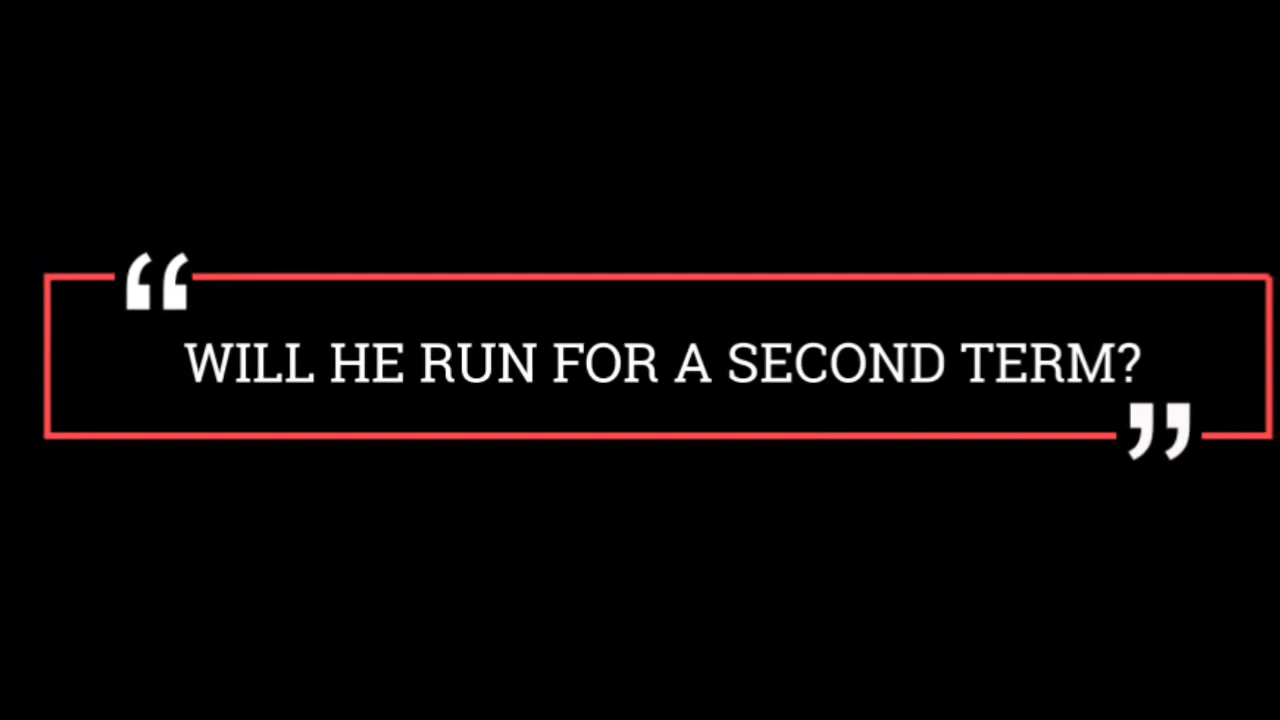 “
WILL HE RUN FOR A SECOND TERM?
”